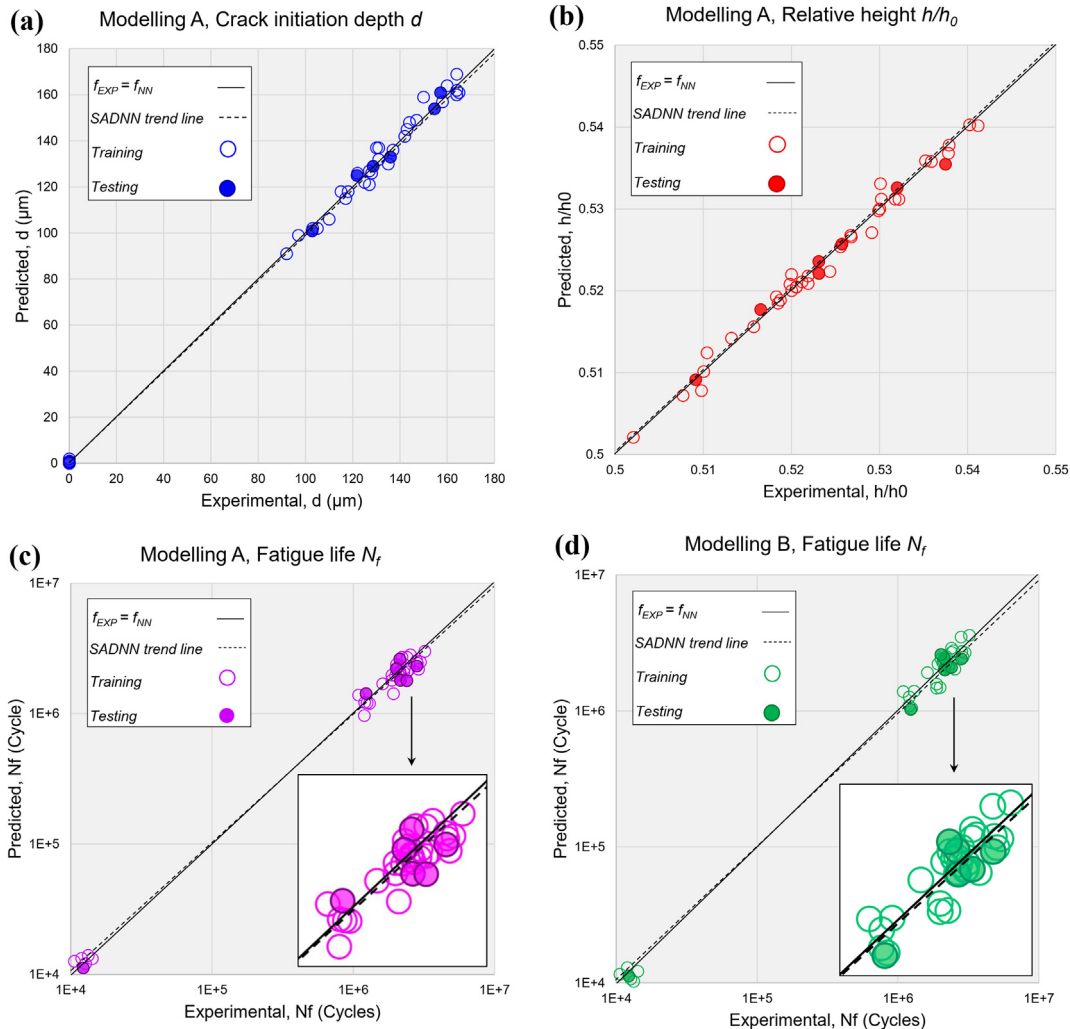 (a)
Modelling A, Crack initiation depth d
180
160
140
120
100
80
60
40
20
0
Predicted, d (µm)
f_EXP = f_NN
SADNN trend line
Training
Testing
0 20 40 60 80 100 120 140 160 180
Experimental, d (µm)
(b)
Modelling A, Relative height h/h₀
0.55
0.54
0.53
0.52
0.51
0.5
Predicted, h/h0
f_EXP = f_NN
SADNN trend line
Training
Testing
0.5 0.51 0.52 0.53 0.54 0.55
Experimental, h/h0
(c)
Modelling A, Fatigue life N_f
1E+7
1E+6
1E+5
1E+4
Predicted, Nf (Cycle)
f_EXP = f_NN
SADNN trend line
Training
Testing
1E+4 1E+5 1E+6 1E+7
Experimental, Nf (Cycles)
(d)
Modelling B, Fatigue life N_f
1E+7
1E+6
1E+5
1E+4
Predicted, Nf (Cycle)
f_EXP = f_NN
SADNN trend line
Training
Testing
1E+4 1E+5 1E+6 1E+7
Experimental, Nf (Cycles)